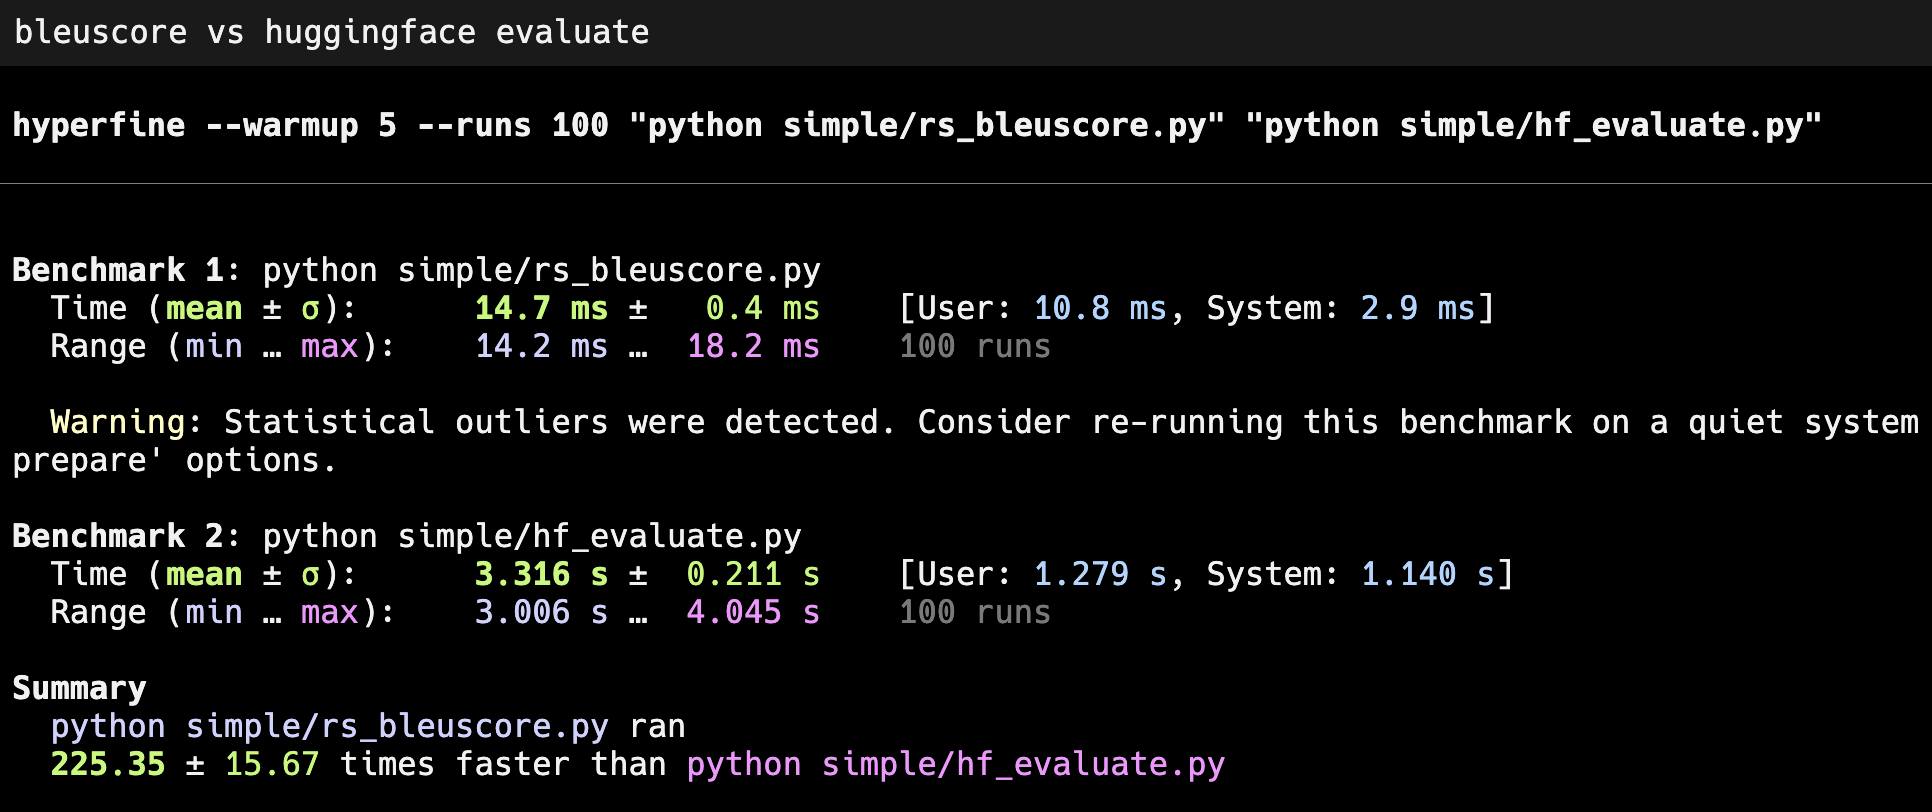 bleuscore vs huggingface evaluate
hyperfine --warmup 5 --runs 100 "python simple/rs_bleuscore.py" "python simple/hf_evaluate.py"
Benchmark 1: python simple/rs_bleuscore.py
  Time (mean ± σ):      14.7 ms ±   0.4 ms    [User: 10.8 ms, System: 2.9 ms]
  Range (min … max):    14.2 ms …  18.2 ms    100 runs
  Warning: Statistical outliers were detected. Consider re-running this benchmark on a quiet system
prepare' options.
Benchmark 2: python simple/hf_evaluate.py
  Time (mean ± σ):      3.316 s ±  0.211 s    [User: 1.279 s, System: 1.140 s]
  Range (min … max):    3.006 s …  4.045 s    100 runs
Summary
  python simple/rs_bleuscore.py ran
  225.35 ± 15.67 times faster than python simple/hf_evaluate.py